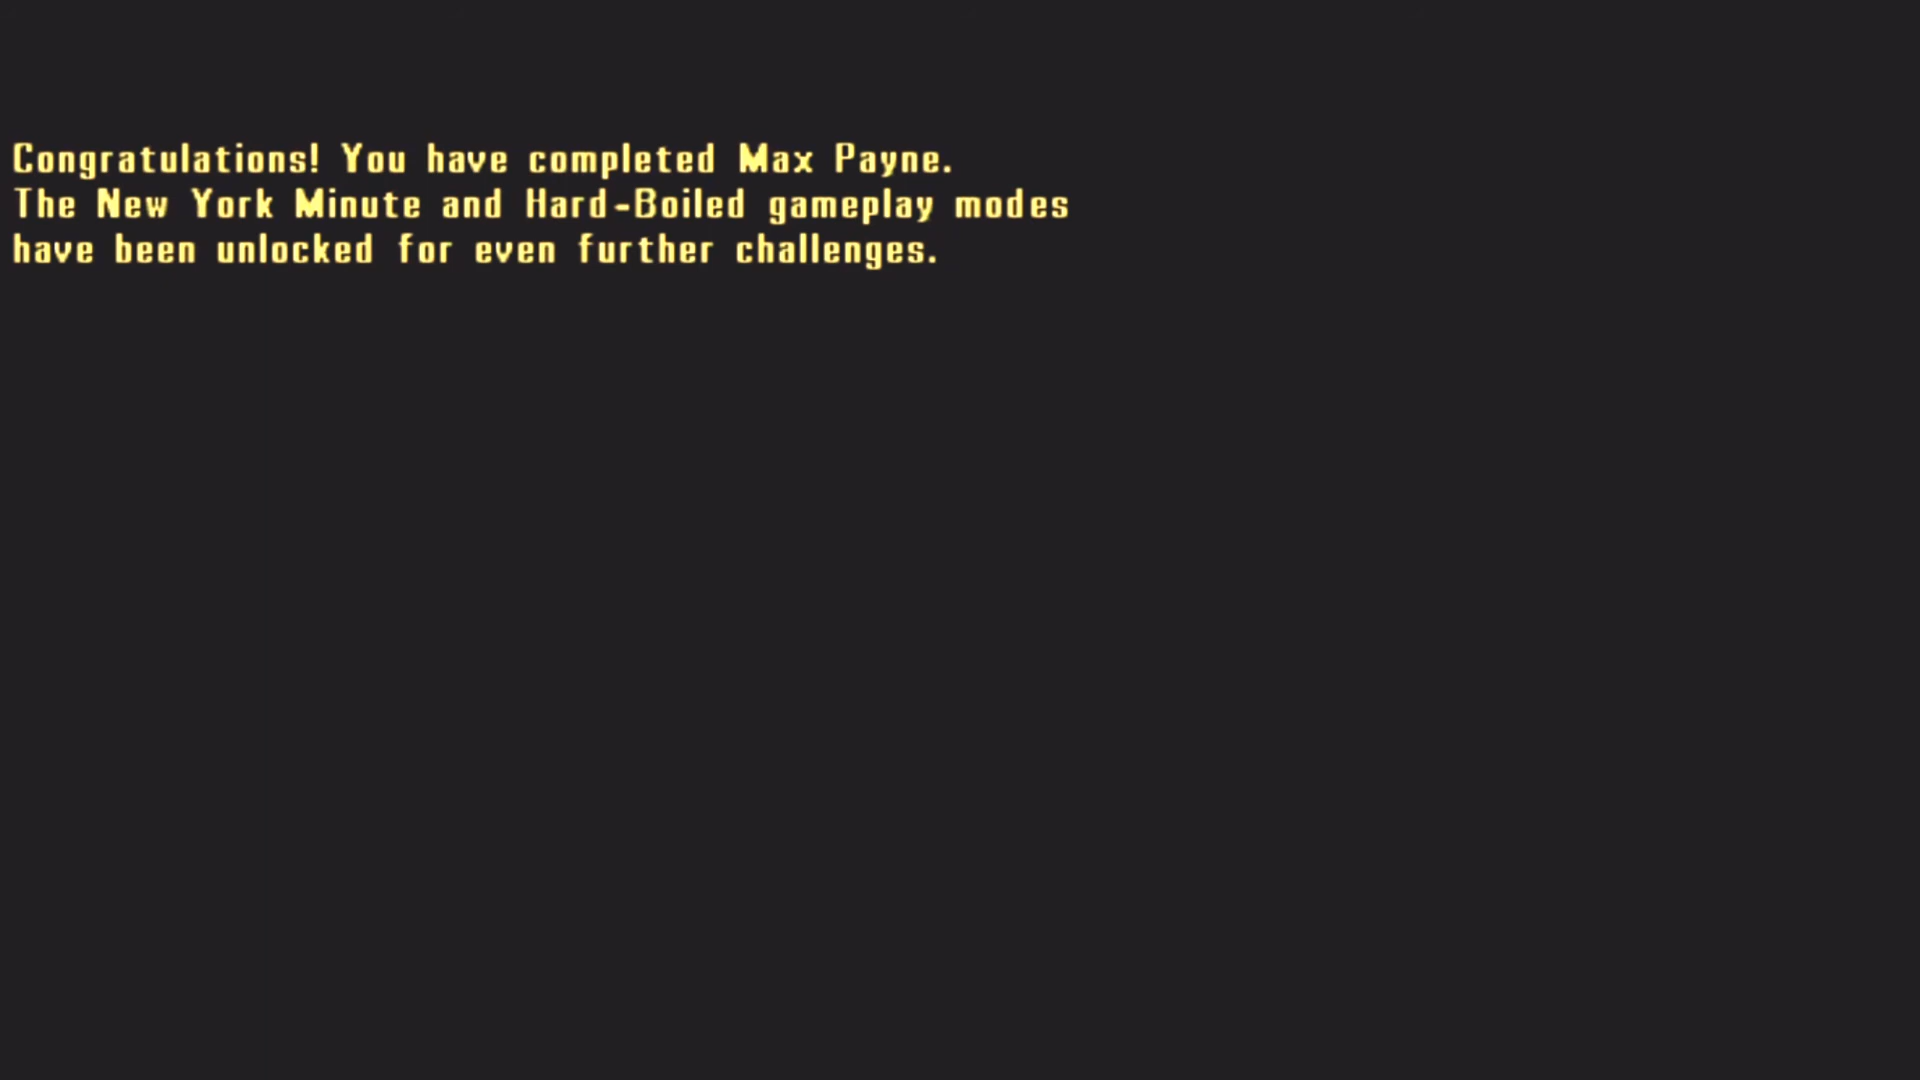 Congratulations! You have completed Max Payne.
The New York Minute and Hard-Boiled gameplay modes
have been unlocked for even further challenges.